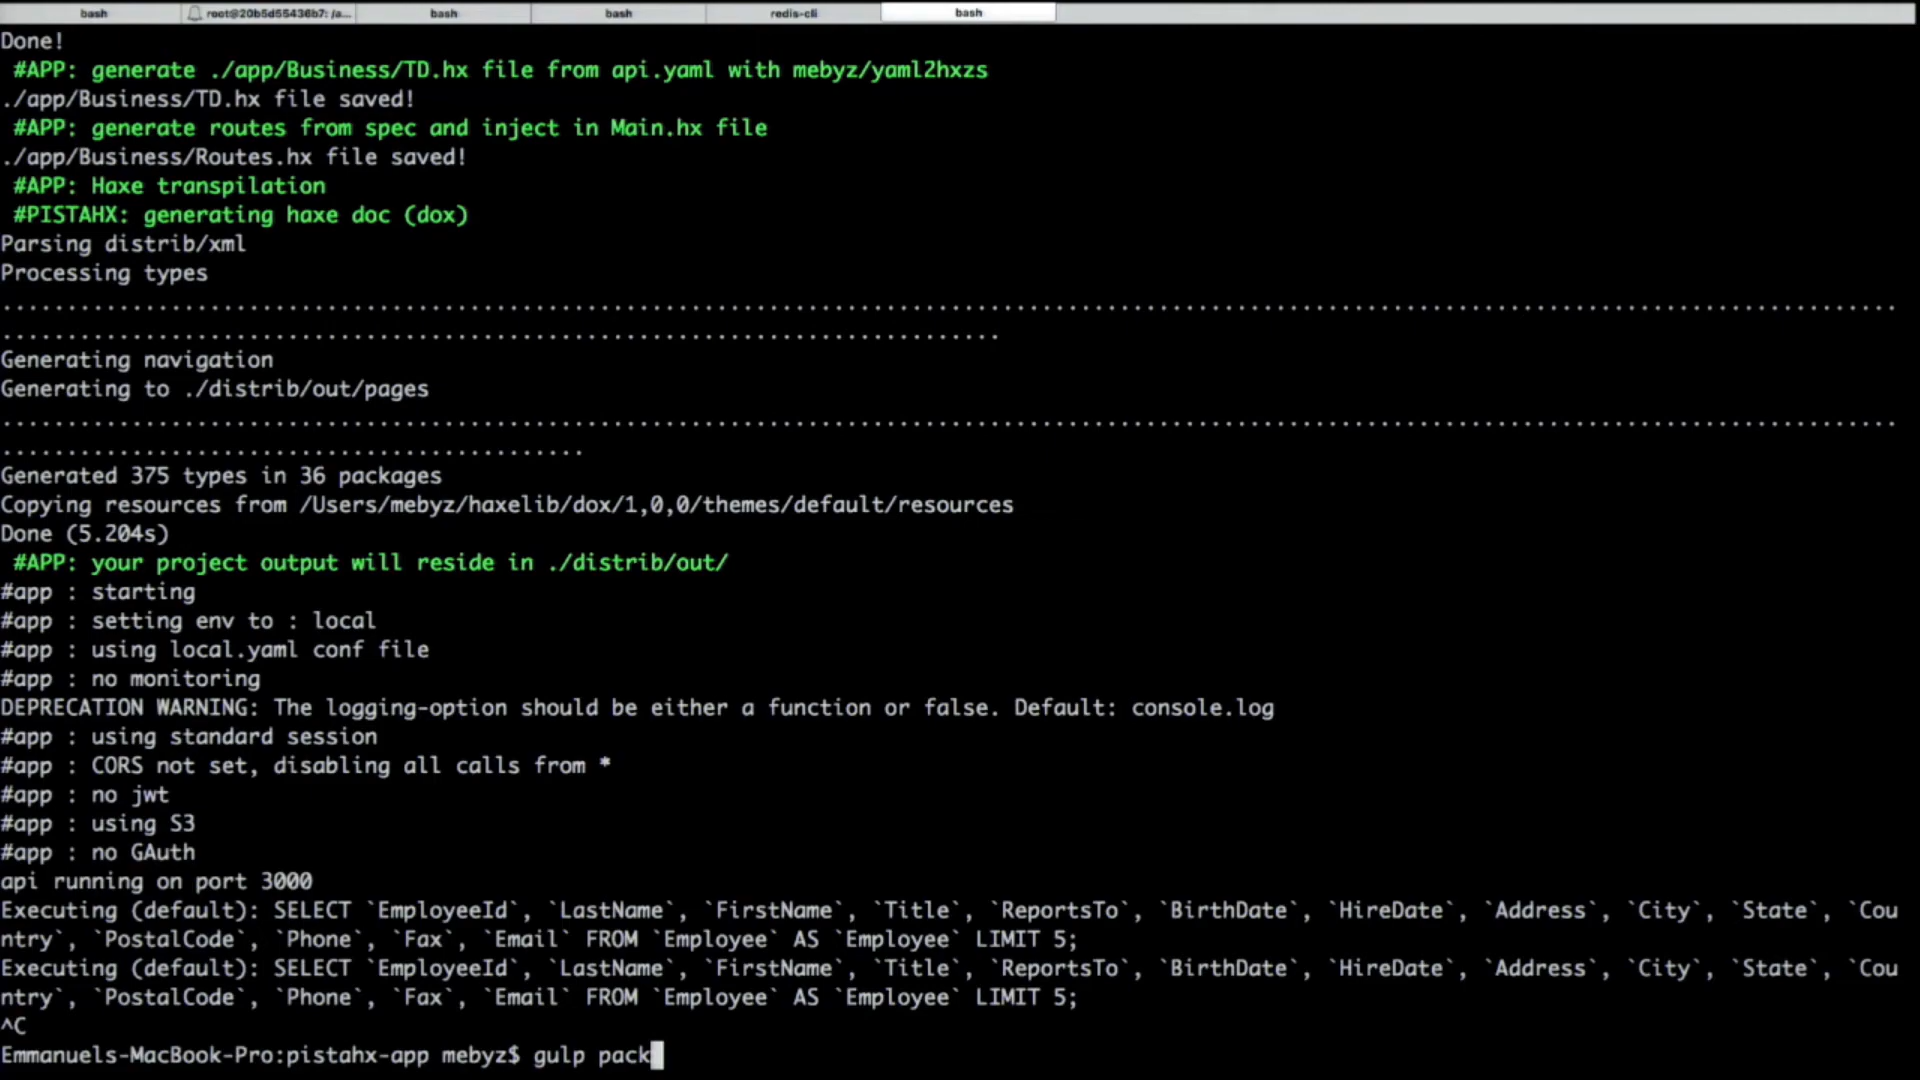 bash
root@20b5d55436b7: /a...
bash
bash
redis-cli
bash
Done!
#APP: generate ./app/Business/TD.hx file from api.yaml with mebyz/yaml2hxzs
./app/Business/TD.hx file saved!
#APP: generate routes from spec and inject in Main.hx file
./app/Business/Routes.hx file saved!
#APP: Haxe transpilation
#PISTAHX: generating haxe doc (dox)
Parsing distrib/xml
Processing types
Generating navigation
Generating to ./distrib/out/pages
Generated 375 types in 36 packages
Copying resources from /Users/mebyz/haxelib/dox/1,0,0/themes/default/resources
Done (5.204s)
#APP: your project output will reside in ./distrib/out/
#app : starting
#app : setting env to : local
#app : using local.yaml conf file
#app : no monitoring
DEPRECATION WARNING: The logging-option should be either a function or false. Default: console.log
#app : using standard session
#app : CORS not set, disabling all calls from *
#app : no jwt
#app : using S3
#app : no GAuth
api running on port 3000
Executing (default): SELECT `EmployeeId`, `LastName`, `FirstName`, `Title`, `ReportsTo`, `BirthDate`, `HireDate`, `Address`, `City`, `State`, `Cou
ntry`, `PostalCode`, `Phone`, `Fax`, `Email` FROM `Employee` AS `Employee` LIMIT 5;
Executing (default): SELECT `EmployeeId`, `LastName`, `FirstName`, `Title`, `ReportsTo`, `BirthDate`, `HireDate`, `Address`, `City`, `State`, `Cou
ntry`, `PostalCode`, `Phone`, `Fax`, `Email` FROM `Employee` AS `Employee` LIMIT 5;
^C
Emmanuels-MacBook-Pro:pistahx-app mebyz$ gulp pack